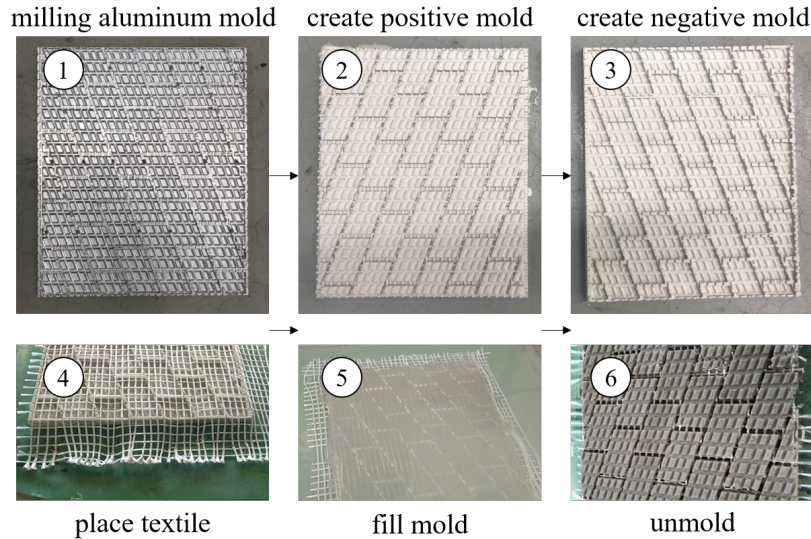 milling aluminum mold
create positive mold
create negative mold
1
2
3
4
5
6
place textile
fill mold
unmold